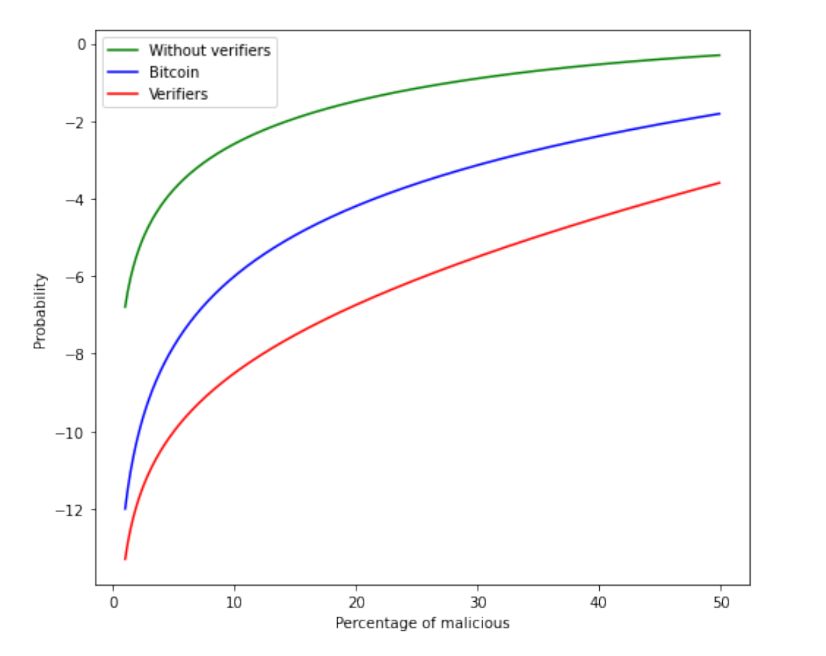 Without verifiers
Bitcoin
Verifiers
0
−2
−4
−6
−8
−10
−12
Probability
0 10 20 30 40 50
Percentage of malicious